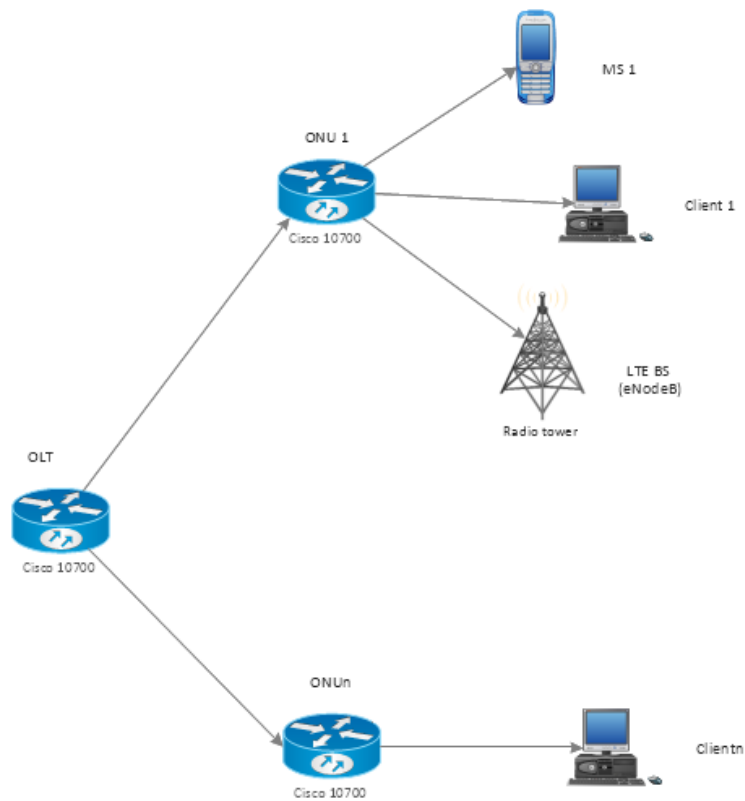 MS 1
ONU 1
Client 1
Cisco 10700
LTE BS
(eNodeB)
Radio tower
OLT
Cisco 10700
ONUn
Clientn
Cisco 10700